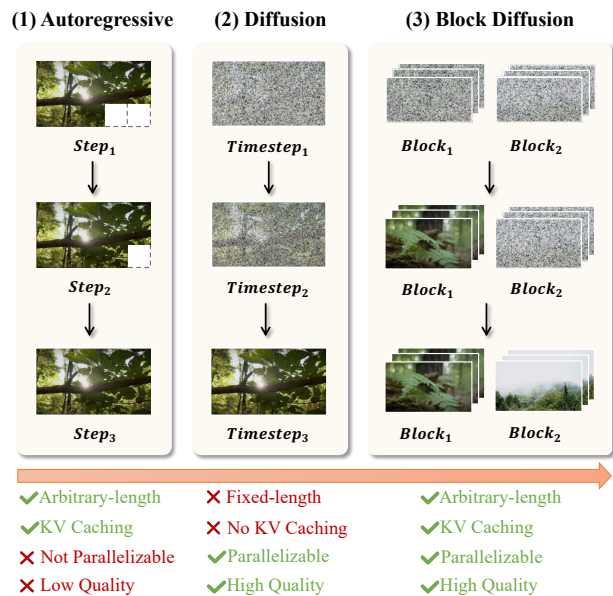 (1) Autoregressive
(2) Diffusion
(3) Block Diffusion
Step₁
Timestep₁
Block₁
Block₂
Step₂
Timestep₂
Block₁
Block₂
Step₃
Timestep₃
Block₁
Block₂
✓Arbitrary-length
✓KV Caching
✗ Not Parallelizable
✗ Low Quality
✗ Fixed-length
✗ No KV Caching
✓Parallelizable
✓High Quality
✓Arbitrary-length
✓KV Caching
✓Parallelizable
✓High Quality